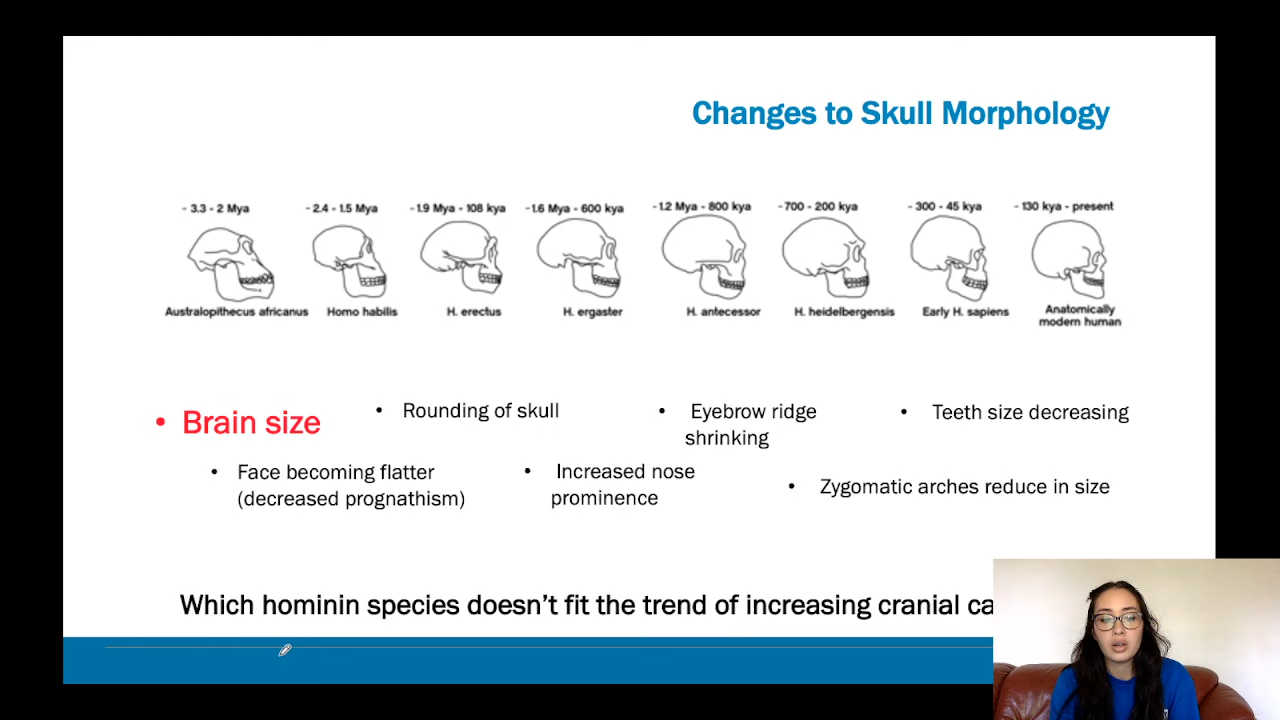 Changes to Skull Morphology
~ 3.3 - 2 Mya
~ 2.4 - 1.5 Mya
~ 1.9 Mya - 108 kya
~ 1.6 Mya - 600 kya
~ 1.2 Mya - 800 kya
~ 700 - 200 kya
~ 300 - 45 kya
~ 130 kya - present
Australopithecus africanus
Homo habilis
H. erectus
H. ergaster
H. antecessor
H. heidelbergensis
Early H. sapiens
Anatomically
modern human
• Brain size
• Rounding of skull
• Eyebrow ridge
shrinking
• Teeth size decreasing
• Face becoming flatter
(decreased prognathism)
• Increased nose
prominence
• Zygomatic arches reduce in size
Which hominin species doesn't fit the trend of increasing cranial ca